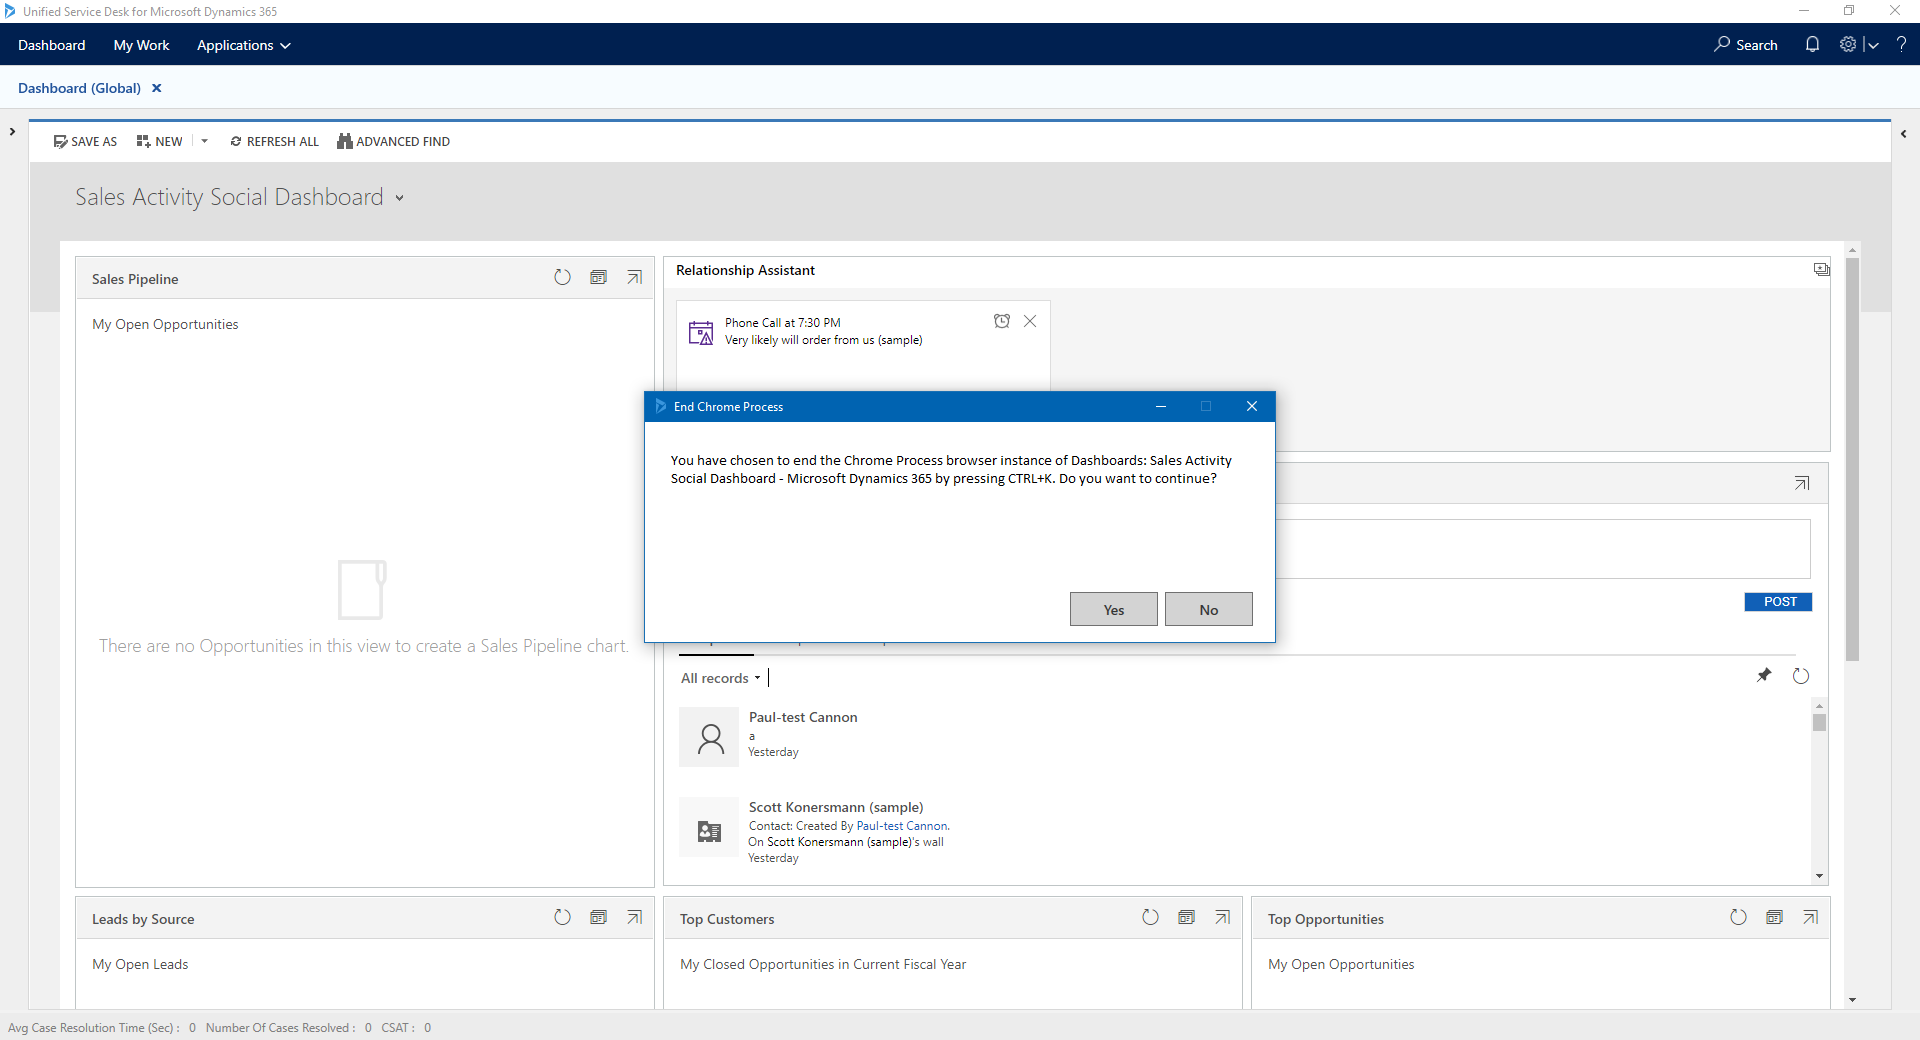 Unified Service Desk for Microsoft Dynamics 365
Dashboard My Work Applications Search ?
Dashboard (Global)
SAVE AS NEW REFRESH ALL ADVANCED FIND
Sales Activity Social Dashboard
Sales Pipeline
My Open Opportunities
There are no Opportunities in this view to create a Sales Pipeline chart.
Relationship Assistant
Phone Call at 7:30 PM
Very likely will order from us (sample)
End Chrome Process
You have chosen to end the Chrome Process browser instance of Dashboards: Sales Activity
Social Dashboard - Microsoft Dynamics 365 by pressing CTRL+K. Do you want to continue?
Yes No
POST
All records
Paul-test Cannon
a
Yesterday
Scott Konersmann (sample)
Contact: Created By Paul-test Cannon.
On Scott Konersmann (sample)'s wall
Yesterday
Leads by Source
My Open Leads
Top Customers
My Closed Opportunities in Current Fiscal Year
Top Opportunities
My Open Opportunities
Avg Case Resolution Time (Sec) : 0 Number Of Cases Resolved : 0 CSAT : 0